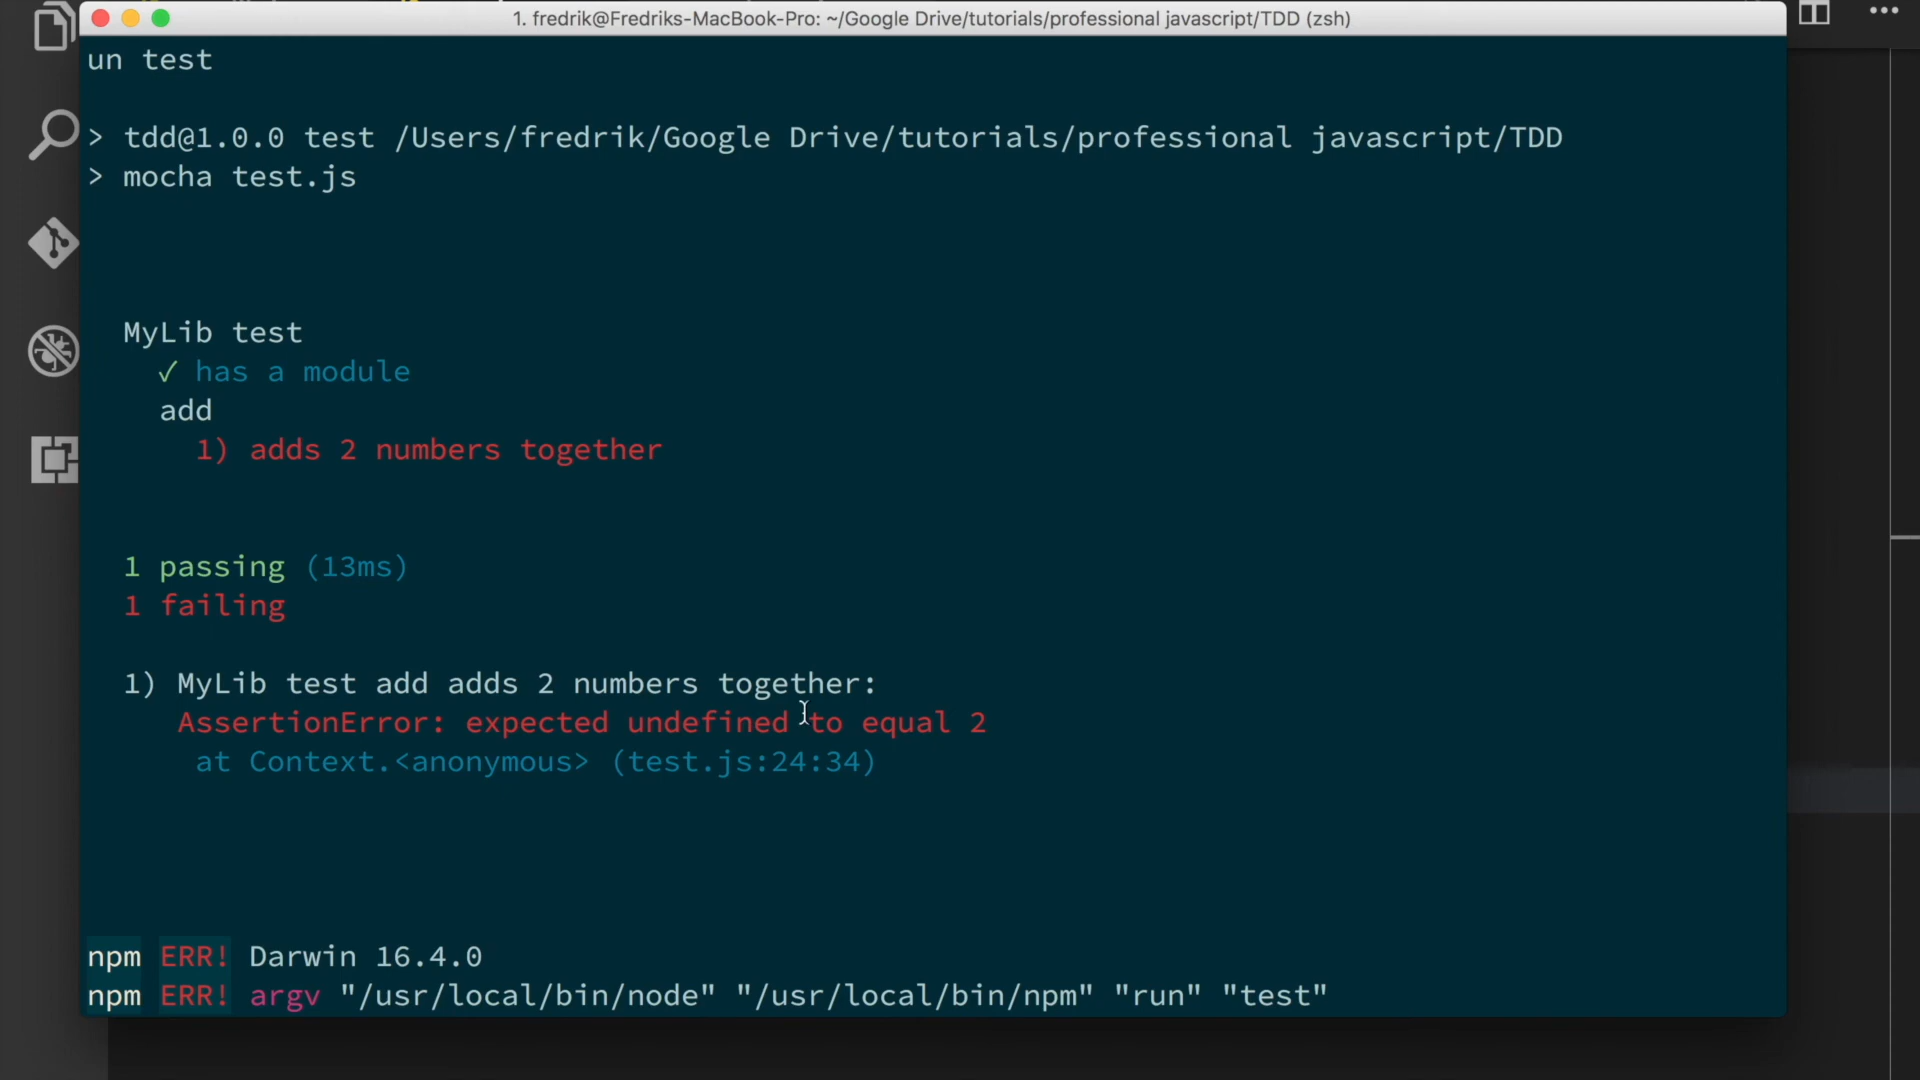 1. fredrik@Fredriks-MacBook-Pro: ~/Google Drive/tutorials/professional javascript/TDD (zsh)
un test
> tdd@1.0.0 test /Users/fredrik/Google Drive/tutorials/professional javascript/TDD
> mocha test.js
MyLib test
✓ has a module
add
1) adds 2 numbers together
1 passing (13ms)
1 failing
1) MyLib test add adds 2 numbers together:
AssertionError: expected undefined to equal 2
at Context.<anonymous> (test.js:24:34)
npm ERR! Darwin 16.4.0
npm ERR! argv "/usr/local/bin/node" "/usr/local/bin/npm" "run" "test"